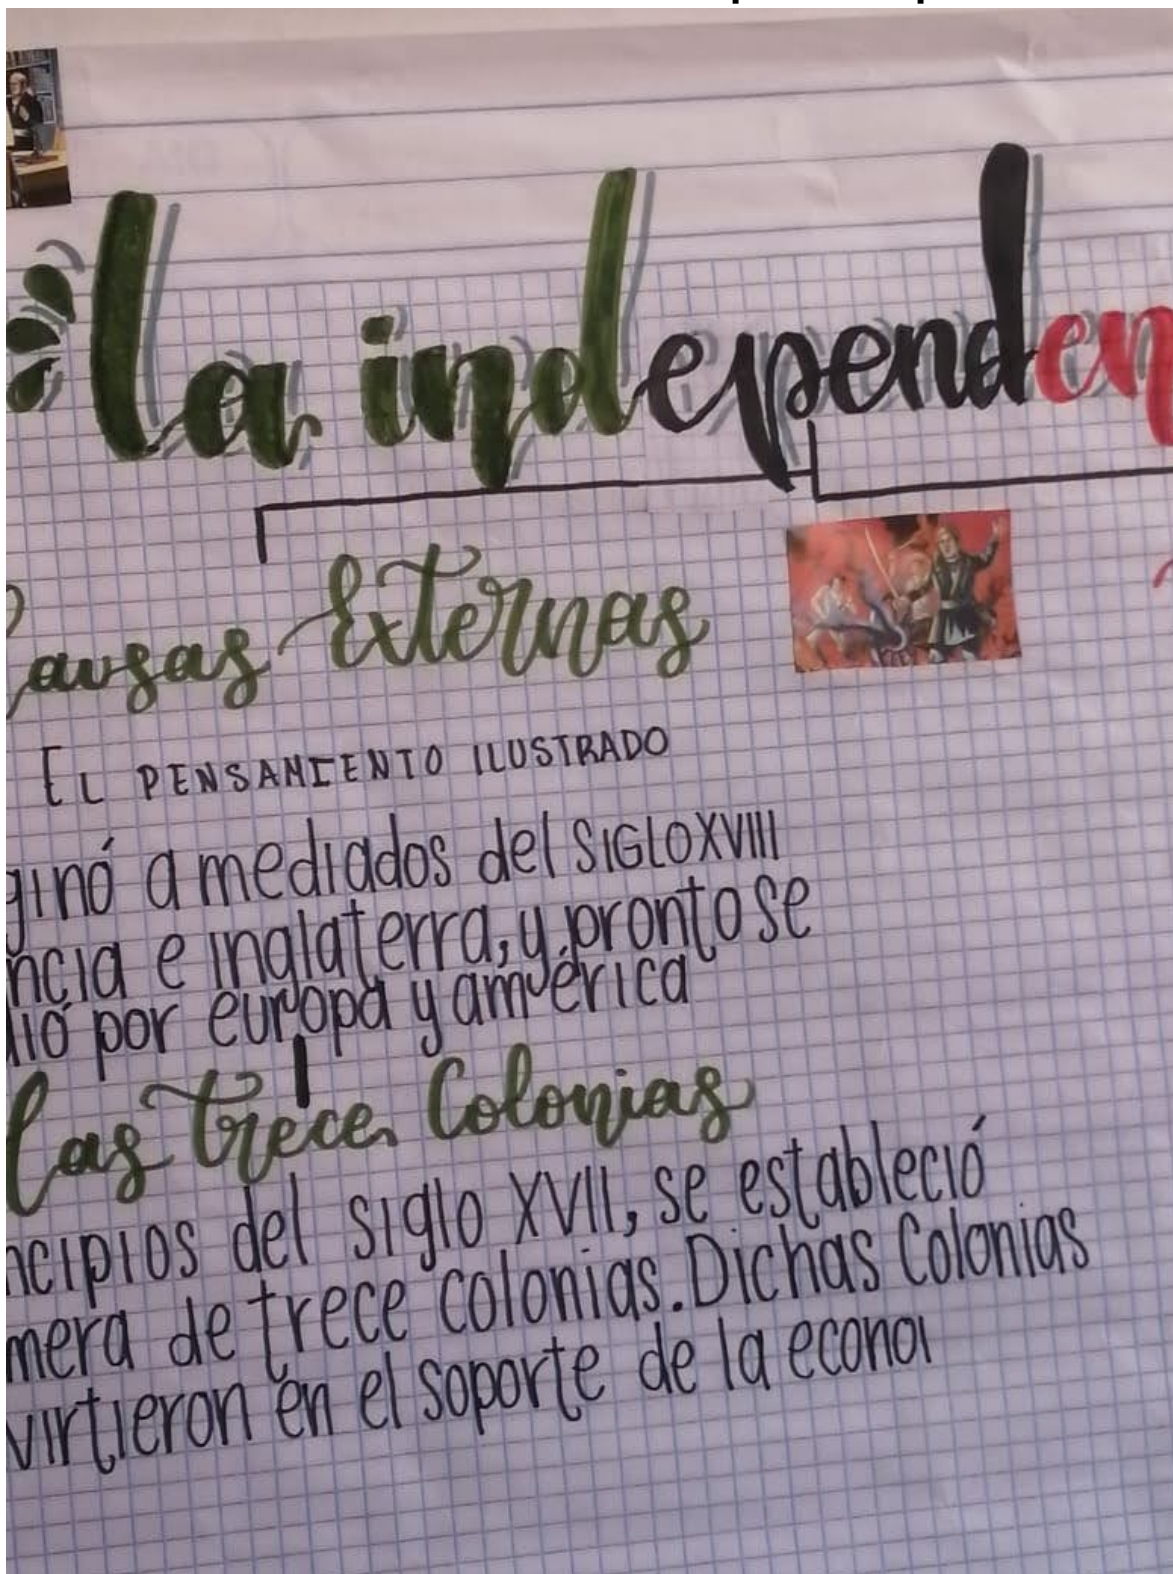 la independen
ausas Externas
EL PENSAMIENTO ILUSTRADO
ginó a mediados del SIGLO XVIII
ncia e inglaterra, y pronto se
lió por europa y américa
las trece Colonias
ncipios del siglo XVII, se estableció
mera de trece colonias. Dichas Colonias
virtieron en el soporte de la econo